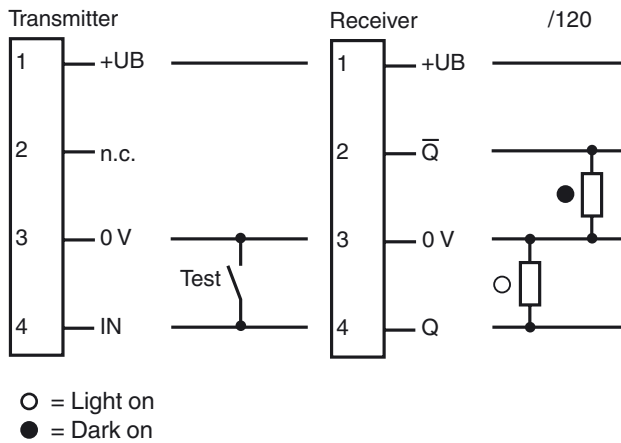 Transmitter
1 +UB
2 n.c.
3 0 V
Test
4 IN
Receiver /120
1 +UB
2 Q̅
3 0 V
4 Q
= Light on
= Dark on